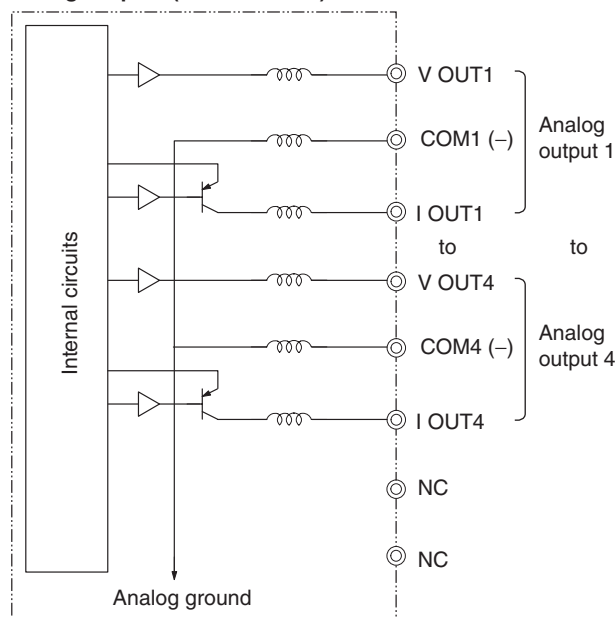 V OUT1
COM1 (–)
Analog
output 1
I OUT1
to
to
Internal circuits
V OUT4
COM4 (–)
Analog
output 4
I OUT4
NC
NC
Analog ground